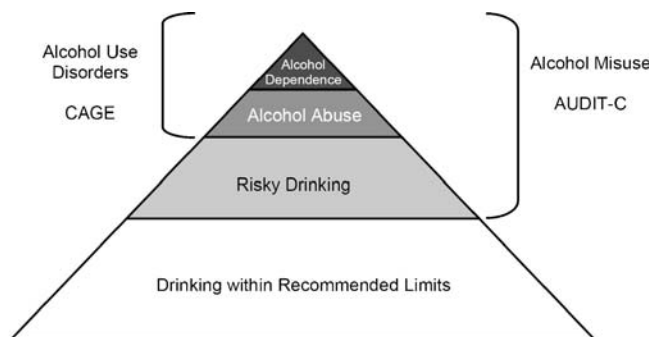 Alcohol Use
Disorders
CAGE
Alcohol
Dependence
Alcohol Abuse
Risky Drinking
Drinking within Recommended Limits
Alcohol Misuse
AUDIT-C